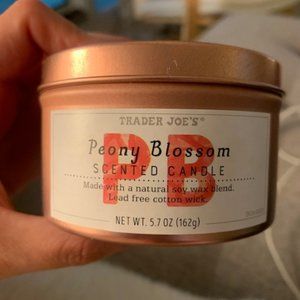 TRADER JOE'S®
PB
Peony Blossom
SCENTED CANDLE
Made with a natural soy wax blend.
Lead free cotton wick.
NET WT. 5.7 OZ (162g)